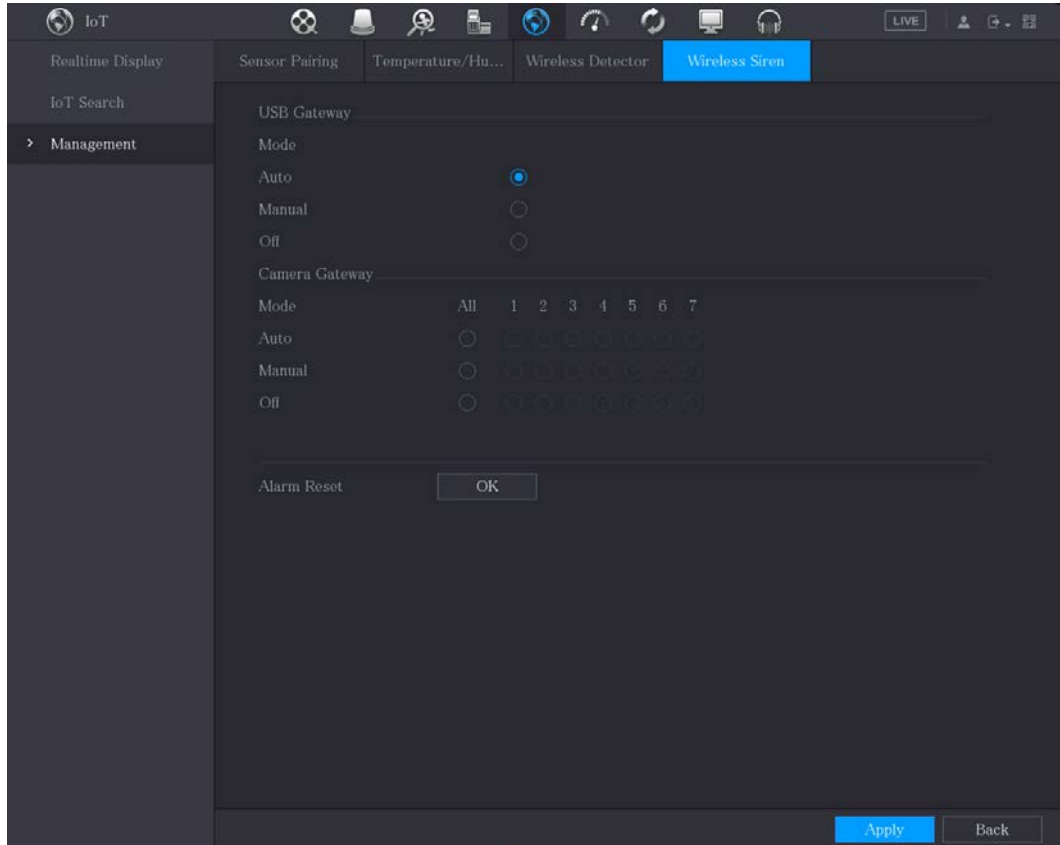 IoT
LIVE
Realtime Display
IoT Search
Management
Sensor Pairing Temperature/Hu... Wireless Detector Wireless Siren
USB Gateway
Mode
Auto
Manual
Off
Camera Gateway
Mode All 1 2 3 4 5 6 7
Auto
Manual
Off
Alarm Reset OK
Apply Back